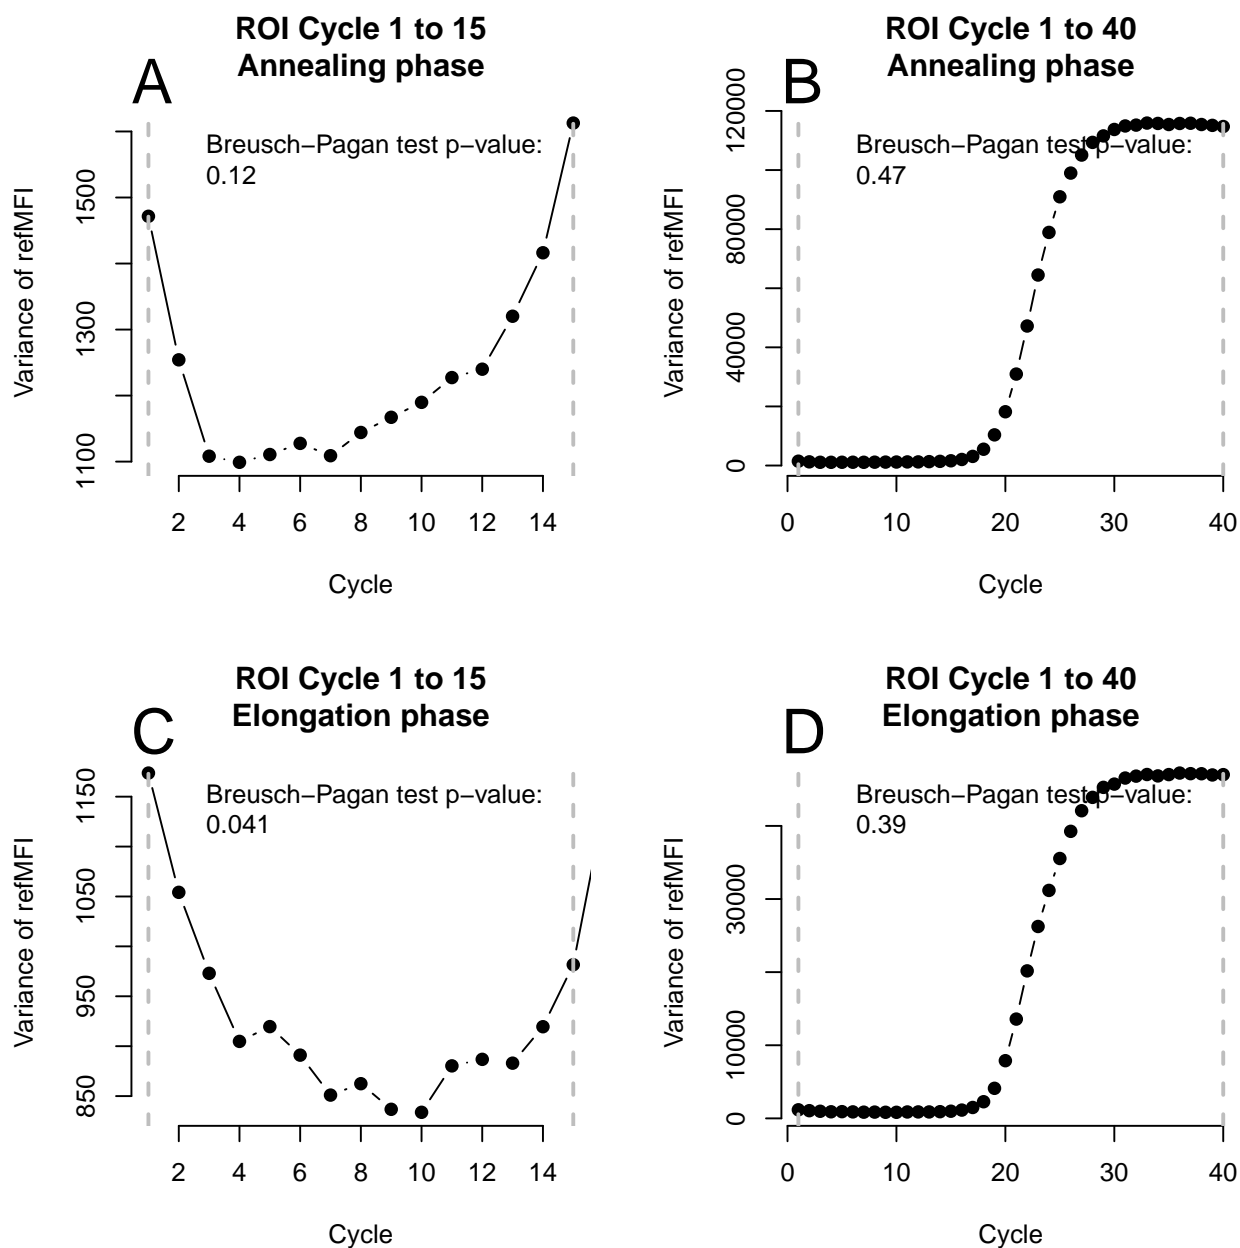 ROI Cycle 1 to 15
Annealing phase
A
Breusch−Pagan test p−value:
0.12
Variance of refMFI
1100
1300
1500
2 4 6 8 10 12 14
Cycle
ROI Cycle 1 to 40
Annealing phase
B
Breusch−Pagan test p−value:
0.47
Variance of refMFI
0
40000
80000
120000
0 10 20 30 40
Cycle
ROI Cycle 1 to 15
Elongation phase
C
Breusch−Pagan test p−value:
0.041
Variance of refMFI
850
950
1050
1150
2 4 6 8 10 12 14
Cycle
ROI Cycle 1 to 40
Elongation phase
D
Breusch−Pagan test p−value:
0.39
Variance of refMFI
0
10000
30000
0 10 20 30 40
Cycle